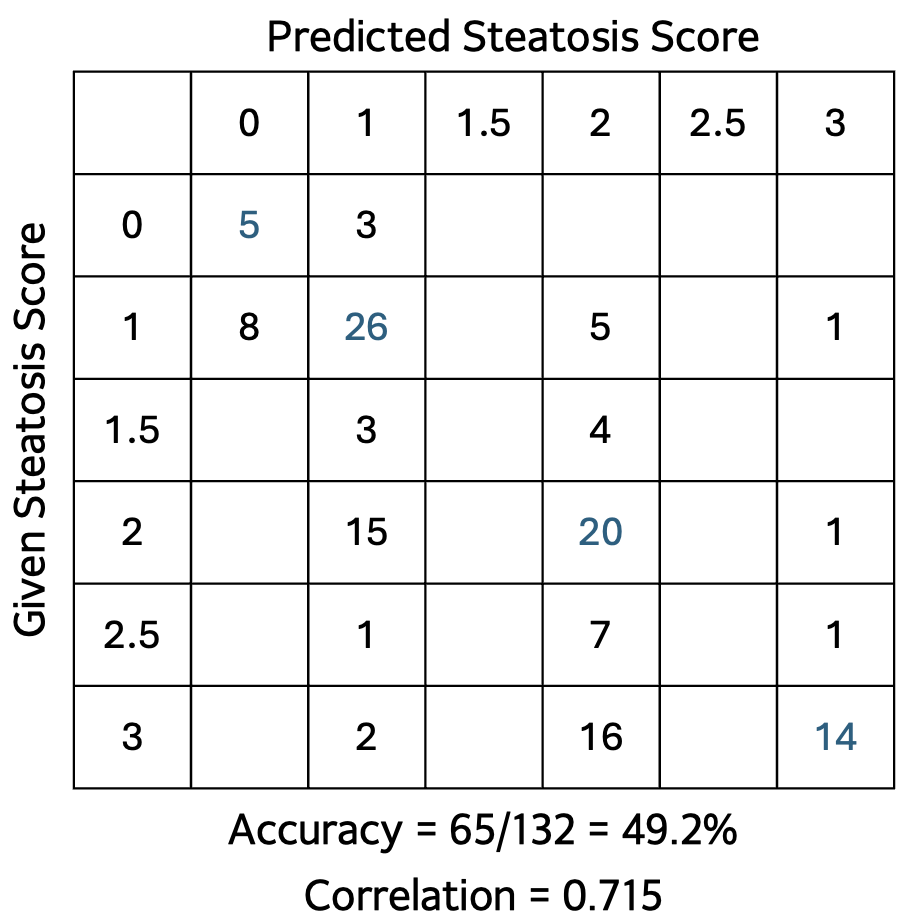 Predicted Steatosis Score
0 1 1.5 2 2.5 3
Given Steatosis Score
0 5 3
1 8 26 5 1
1.5 3 4
2 15 20 1
2.5 1 7 1
3 2 16 14
Accuracy = 65/132 = 49.2%
Correlation = 0.715